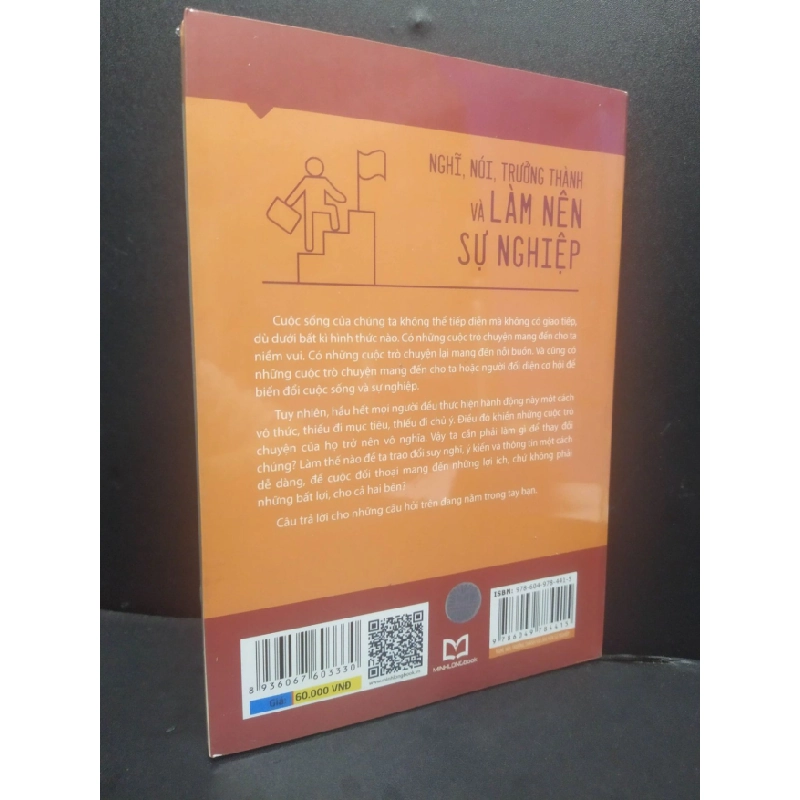 NGHĨ, NÓI, TRƯỞNG THÀNH
VÀ LÀM NÊN
SỰ NGHIỆP
Cuộc sống của chúng ta không thể tiếp diễn mà không có giao tiếp,
dù dưới bất kì hình thức nào. Có những cuộc trò chuyện mang đến cho ta
niềm vui. Có những cuộc trò chuyện lại mang đến nỗi buồn. Và cũng có
những cuộc trò chuyện mang đến cho ta hoặc người đối diện cơ hội để
biến đổi cuộc sống và sự nghiệp.
Tuy nhiên, hầu hết mọi người đều thực hiện hành động này một cách
vô thức, thiếu đi mục tiêu, thiếu đi chú ý. Điều đó khiến những cuộc trò
chuyện của họ trở nên vô nghĩa. Vậy ta cần phải làm gì để thay đổi
chúng? Làm thế nào để ta trao đổi suy nghĩ, ý kiến và thông tin một cách
dễ dàng, để cuộc đối thoại mang đến những lợi ích, chứ không phải
những bất lợi, cho cả hai bên?
Câu trả lời cho những câu hỏi trên đang nằm trong tay bạn.
8 936067 603330
Giá: 60.000 VNĐ
MINHLONGbook